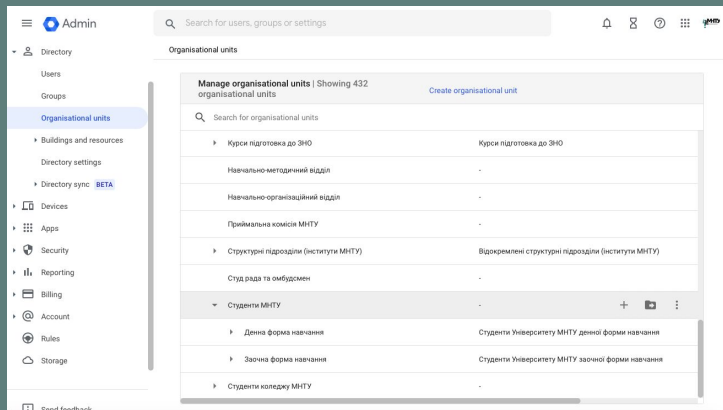 Admin
Search for users, groups or settings
Directory
Organisational units
Users
Manage organisational units | Showing 432
organisational units
Create organisational unit
Groups
Organisational units
Search for organisational units
Buildings and resources
Курси підготовка до ЗНО
Курси підготовка до ЗНО
Directory settings
Навчально-методичний відділ
-
Directory sync BETA
Навчально-організаційний відділ
-
Devices
Apps
Приймальна комісія МНТУ
-
Security
Структурні підрозділи (інститути МНТУ)
Відокремлені структурні підрозділи (інститути МНТУ)
Reporting
Студ рада та омбудсмен
-
Billing
Студенти МНТУ
-
Account
Денна форма навчання
Студенти Університету МНТУ денної форми навчання
Rules
Заочна форма навчання
Студенти Університету МНТУ заочної форми навчання
Storage
Студенти коледжу МНТУ
-
Send feedback